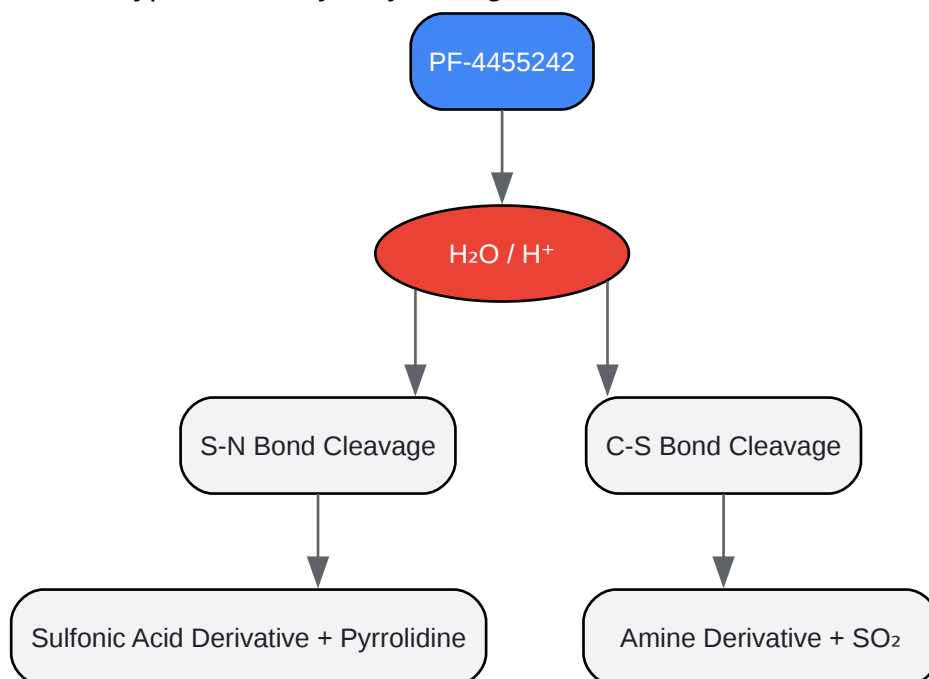 PF-4455242
H₂O / H⁺
S-N Bond Cleavage
C-S Bond Cleavage
Sulfonic Acid Derivative + Pyrrolidine
Amine Derivative + SO₂